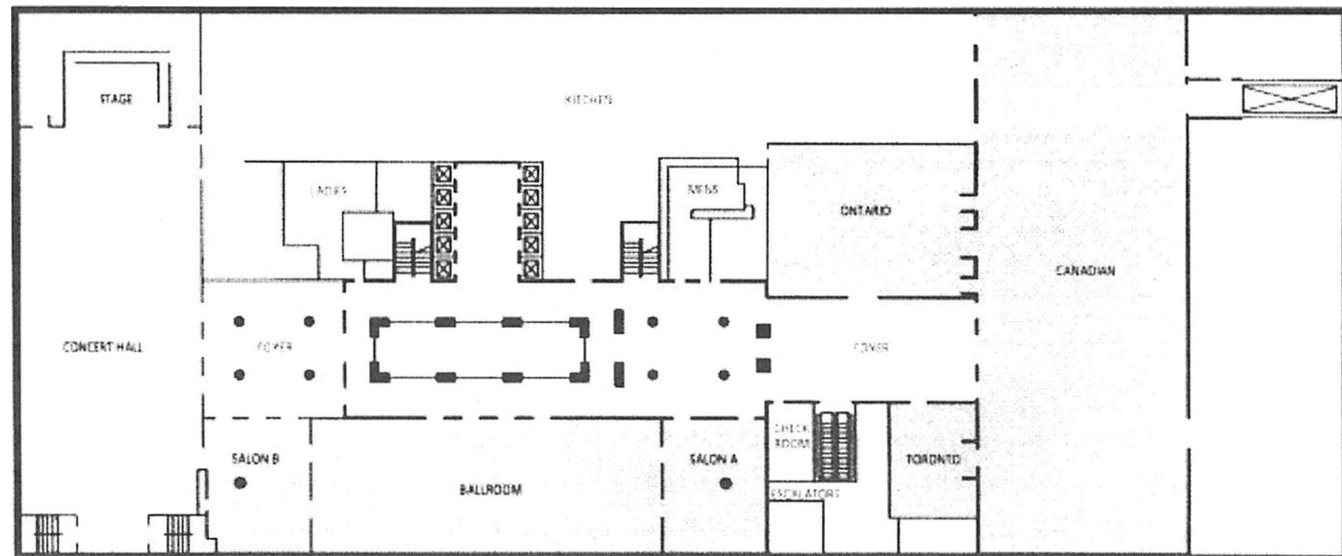 STAGE
KITCHEN
LADIES
MENS
ONTARIO
CANADIAN
CONCERT HALL
FOYER
FOYER
CHECK
ROOM
SALON B
BALLROOM
SALON A
TORONTO
ESCALATORS